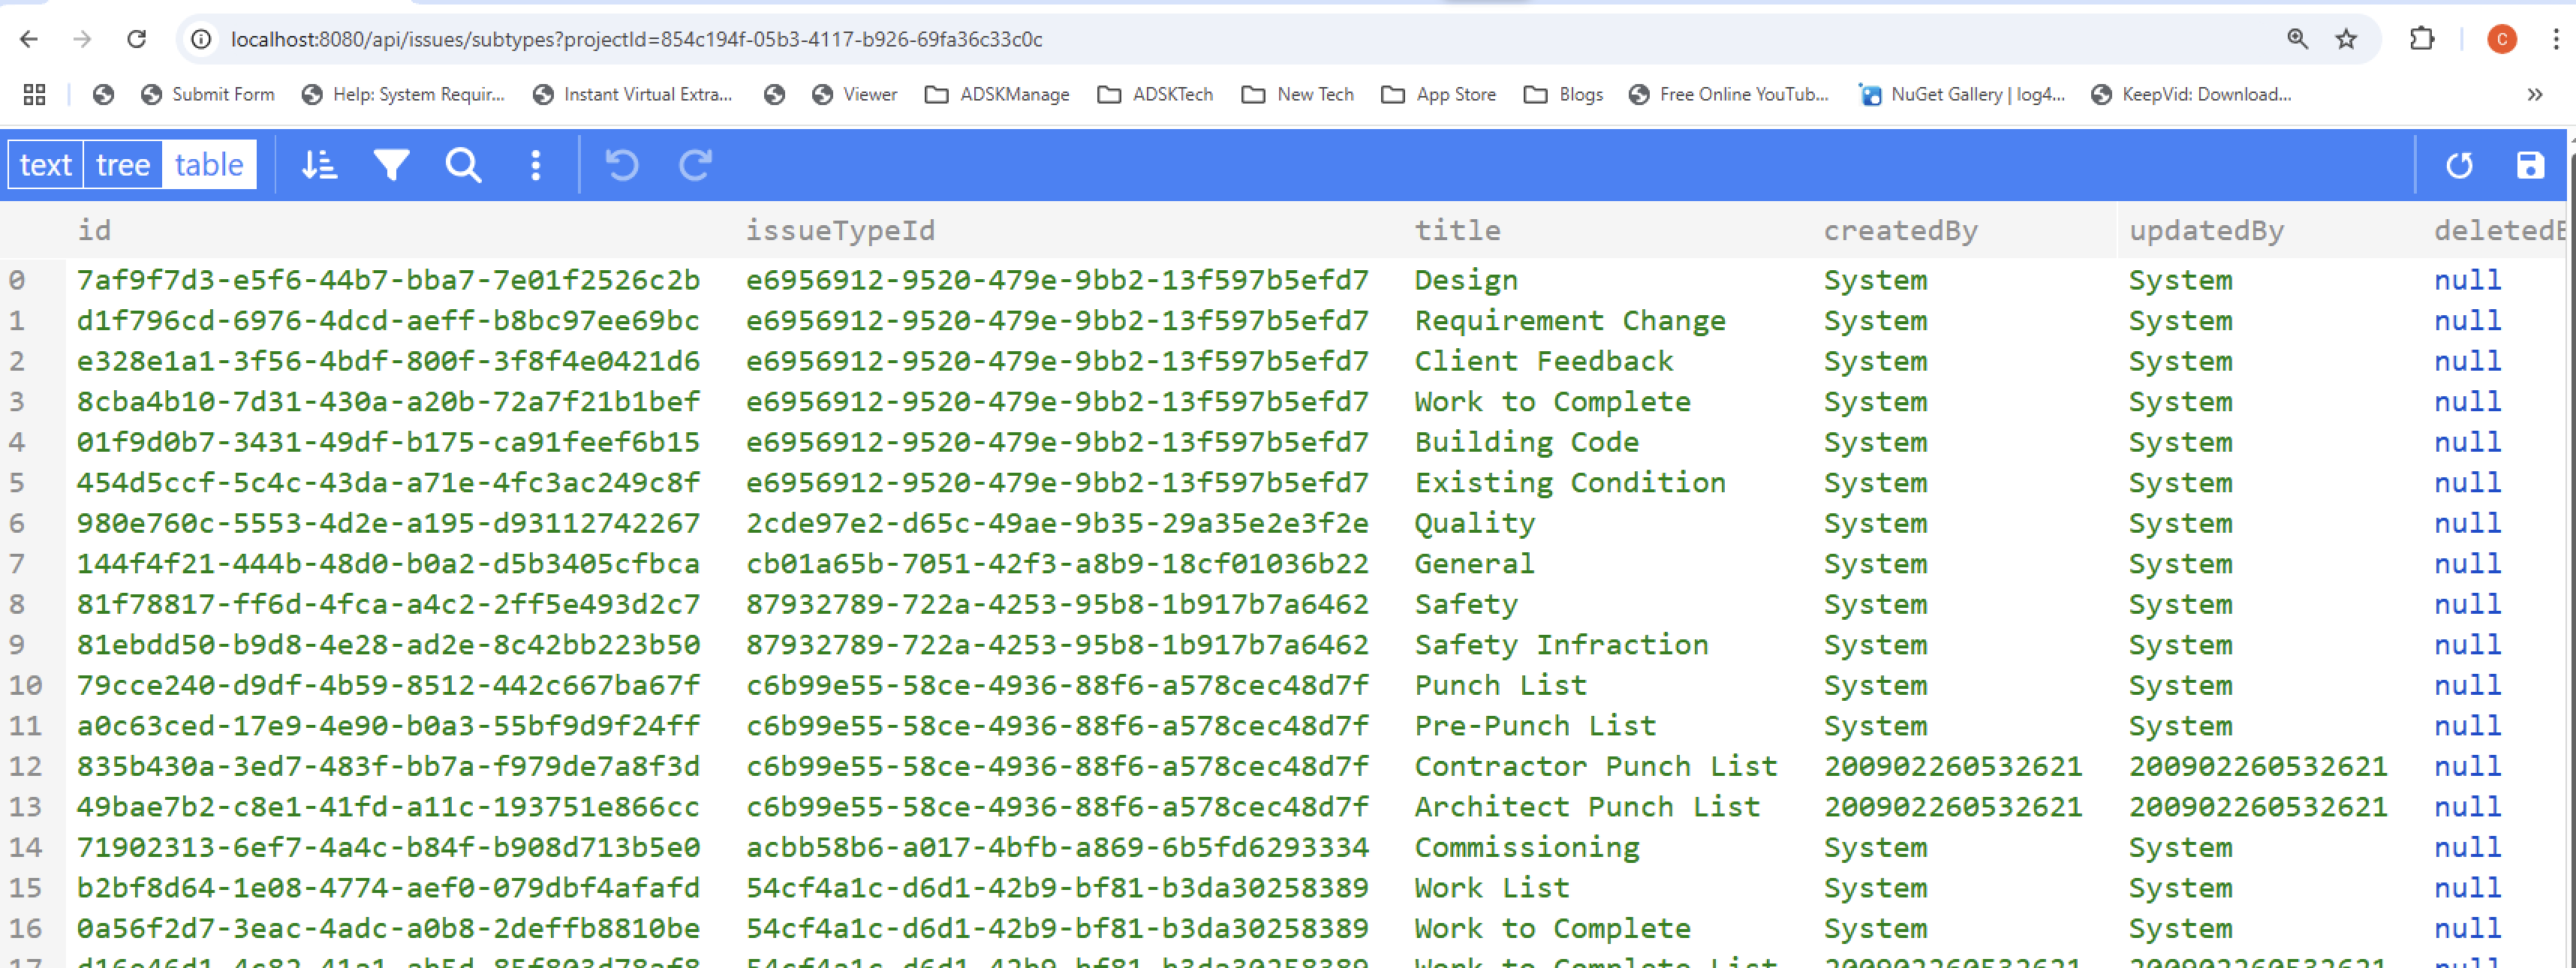 localhost:8080/api/issues/subtypes?projectId=854c194f-05b3-4117-b926-69fa36c33c0c
C
Submit Form Help: System Requir... Instant Virtual Extra... Viewer ADSKManage ADSKTech New Tech App Store Blogs Free Online YouTub... NuGet Gallery | log4... KeepVid: Download...
text tree table
id issueTypeId title createdBy updatedBy
0 7af9f7d3-e5f6-44b7-bba7-7e01f2526c2b e6956912-9520-479e-9bb2-13f597b5efd7 Design System System null
1 d1f796cd-6976-4dcd-aeff-b8bc97ee69bc e6956912-9520-479e-9bb2-13f597b5efd7 Requirement Change System System null
2 e328e1a1-3f56-4bdf-800f-3f8f4e0421d6 e6956912-9520-479e-9bb2-13f597b5efd7 Client Feedback System System null
3 8cba4b10-7d31-430a-a20b-72a7f21b1bef e6956912-9520-479e-9bb2-13f597b5efd7 Work to Complete System System null
4 01f9d0b7-3431-49df-b175-ca91feef6b15 e6956912-9520-479e-9bb2-13f597b5efd7 Building Code System System null
5 454d5ccf-5c4c-43da-a71e-4fc3ac249c8f e6956912-9520-479e-9bb2-13f597b5efd7 Existing Condition System System null
6 980e760c-5553-4d2e-a195-d93112742267 2cde97e2-d65c-49ae-9b35-29a35e2e3f2e Quality System System null
7 144f4f21-444b-48d0-b0a2-d5b3405cfbca cb01a65b-7051-42f3-a8b9-18cf01036b22 General System System null
8 81f78817-ff6d-4fca-a4c2-2ff5e493d2c7 87932789-722a-4253-95b8-1b917b7a6462 Safety System System null
9 81ebdd50-b9d8-4e28-ad2e-8c42bb223b50 87932789-722a-4253-95b8-1b917b7a6462 Safety Infraction System System null
10 79cce240-d9df-4b59-8512-442c667ba67f c6b99e55-58ce-4936-88f6-a578cec48d7f Punch List System System null
11 a0c63ced-17e9-4e90-b0a3-55bf9d9f24ff c6b99e55-58ce-4936-88f6-a578cec48d7f Pre-Punch List System System null
12 835b430a-3ed7-483f-bb7a-f979de7a8f3d c6b99e55-58ce-4936-88f6-a578cec48d7f Contractor Punch List 200902260532621 200902260532621 null
13 49bae7b2-c8e1-41fd-a11c-193751e866cc c6b99e55-58ce-4936-88f6-a578cec48d7f Architect Punch List 200902260532621 200902260532621 null
14 71902313-6ef7-4a4c-b84f-b908d713b5e0 acbb58b6-a017-4bfb-a869-6b5fd6293334 Commissioning System System null
15 b2bf8d64-1e08-4774-aef0-079dbf4afafd 54cf4a1c-d6d1-42b9-bf81-b3da30258389 Work List System System null
16 0a56f2d7-3eac-4adc-a0b8-2deffb8810be 54cf4a1c-d6d1-42b9-bf81-b3da30258389 Work to Complete System System null